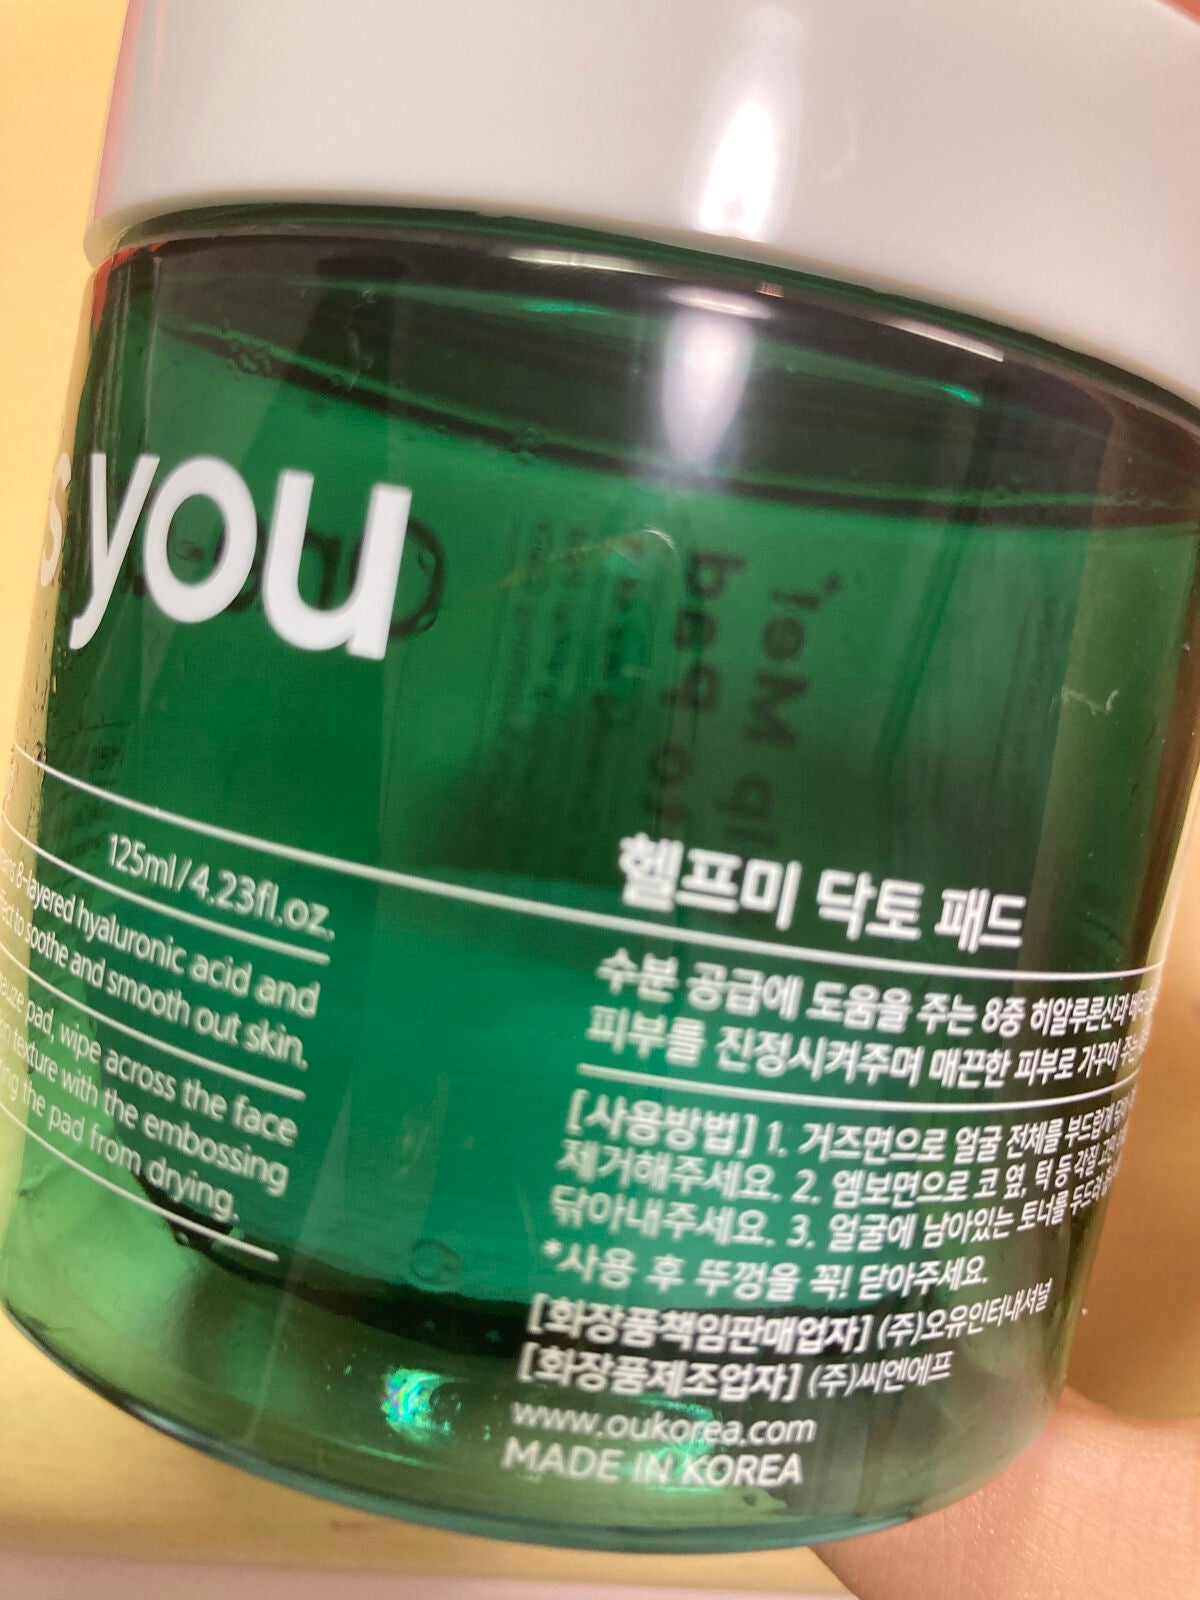 you
125ml/4.23fl.oz.
8-layered hyaluronic acid and
to soothe and smooth out skin.
pad, wipe across the face
texture with the embossing
the pad from drying.
헬프미 닥토 패드
수분 공급에 도움을 주는 8중 히알루론산과
피부를 진정시켜주며 매끈한 피부로 가꾸어
[사용방법] 1. 거즈면으로 얼굴 전체를 부드럽게 닦아
제거해주세요. 2. 엠보면으로 코 옆, 턱 등 각질 고민
닦아내주세요. 3. 얼굴에 남아있는 토너를 두드려
*사용 후 뚜껑을 꼭! 닫아주세요.
[화장품책임판매업자] (주)오유인터내셔널
[화장품제조업자] (주)씨엔에프
www.oukorea.com
MADE IN KOREA